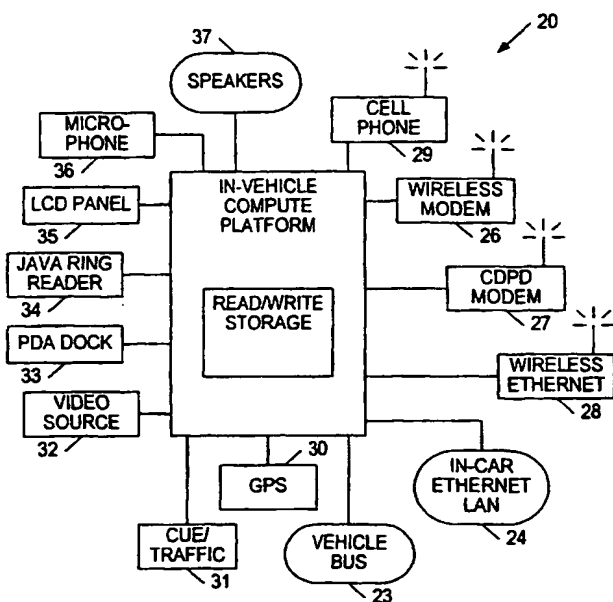 20
37
SPEAKERS
MICRO-
PHONE
36
CELL
PHONE
29
LCD PANEL
35
IN-VEHICLE
COMPUTE
PLATFORM
WIRELESS
MODEM
26
JAVA RING
READER
34
READ/WRITE
STORAGE
CDPD
MODEM
27
PDA DOCK
33
WIRELESS
ETHERNET
28
VIDEO
SOURCE
32
30
GPS
IN-CAR
ETHERNET
LAN
24
CUE/
TRAFFIC
31
VEHICLE
BUS
23